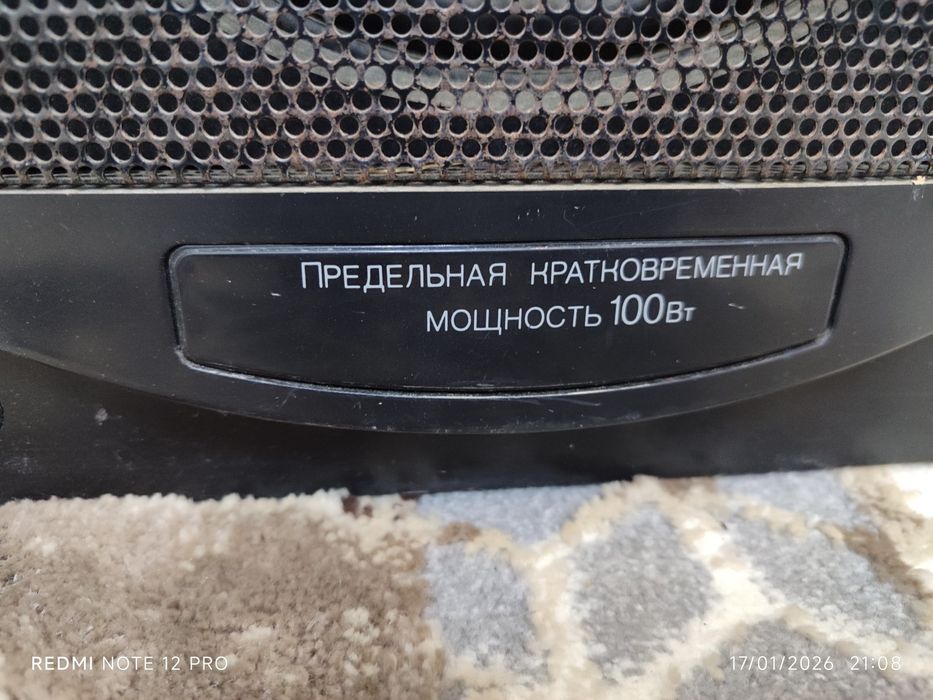 ПРЕДЕЛЬНАЯ КРАТКОВРЕМЕННАЯ
МОЩНОСТЬ 100Вт
REDMI NOTE 12 PRO
17/01/2026 21:08